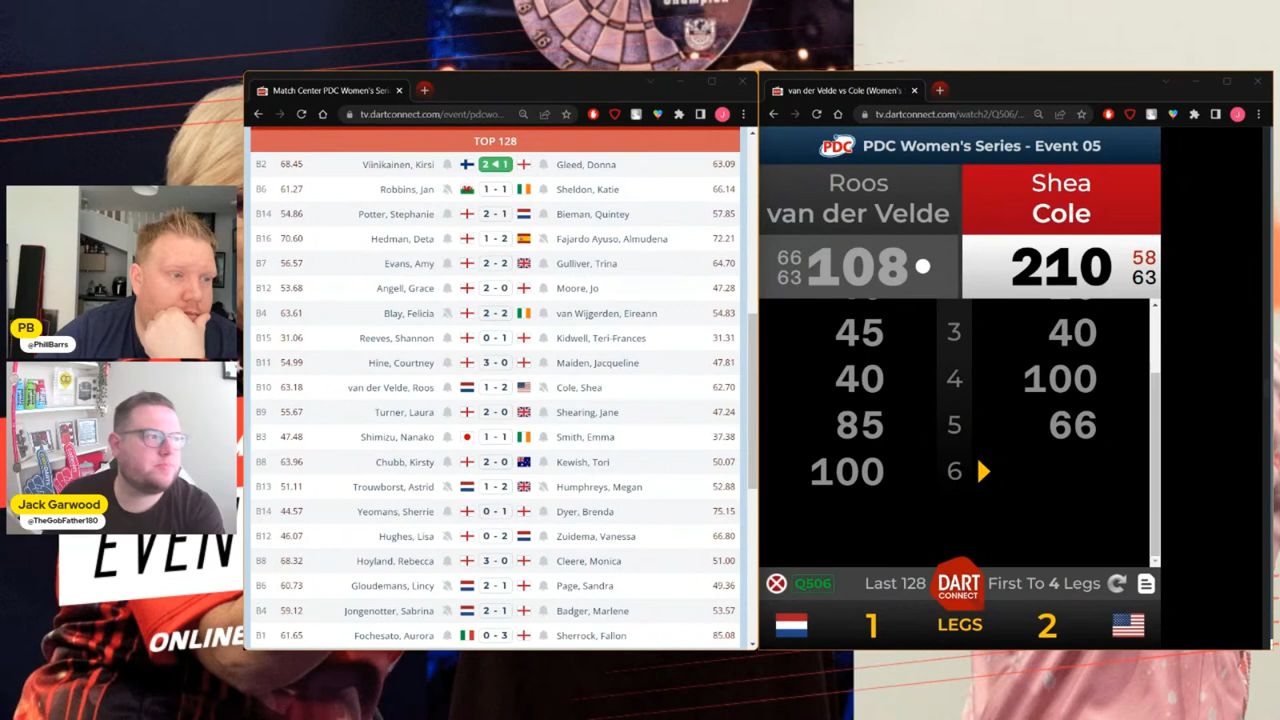 Champion
Match Center PDC Women's Seri
tv.dartconnect.com/event/pdcwo...
TOP 128
B2 68.45 Viinikainen, Kirsi 2 ◀ 1 Gleed, Donna 63.09
B6 61.27 Robbins, Jan 1 - 1 Sheldon, Katie 66.14
B14 54.86 Potter, Stephanie 2 - 1 Bieman, Quintey 57.85
B16 70.60 Hedman, Deta 1 - 2 Fajardo Ayuso, Almudena 72.21
B7 56.57 Evans, Amy 2 - 2 Gulliver, Trina 64.70
B12 53.68 Angell, Grace 2 - 0 Moore, Jo 47.28
B4 63.61 Blay, Felicia 2 - 2 van Wijgerden, Eireann 54.83
B15 31.06 Reeves, Shannon 0 - 1 Kidwell, Teri-Frances 31.31
B11 54.99 Hine, Courtney 3 - 0 Maiden, Jacqueline 47.81
B10 63.18 van der Velde, Roos 1 - 2 Cole, Shea 62.70
B9 55.67 Turner, Laura 2 - 0 Shearing, Jane 47.24
B3 47.48 Shimizu, Nanako 1 - 1 Smith, Emma 37.38
B8 63.96 Chubb, Kirsty 2 - 0 Kewish, Tori 50.07
B13 51.11 Trouwborst, Astrid 1 - 2 Humphreys, Megan 52.88
B14 44.57 Yeomans, Sherrie 0 - 1 Dyer, Brenda 75.15
B12 46.07 Hughes, Lisa 0 - 2 Zuidema, Vanessa 66.80
B8 68.32 Hoyland, Rebecca 3 - 0 Cleere, Monica 51.00
B6 60.73 Gloudemans, Lincy 2 - 1 Page, Sandra 49.36
B4 59.12 Jongenotter, Sabrina 2 - 1 Badger, Marlene 53.57
B1 61.65 Fochesato, Aurora 0 - 3 Sherrock, Fallon 85.08
van der Velde vs Cole (Women's
tv.dartconnect.com/watch2/Q506/...
PDC PDC Women's Series - Event 05
Roos
van der Velde
Shea
Cole
66
63
108
210
58
63
45 3 40
40 4 100
85 5 66
100 6
Q506 Last 128 DART CONNECT First To 4 Legs
1 LEGS 2
PB
@PhillBarrs
Jack Garwood
@TheGobFather180
EVEN
ONLINE